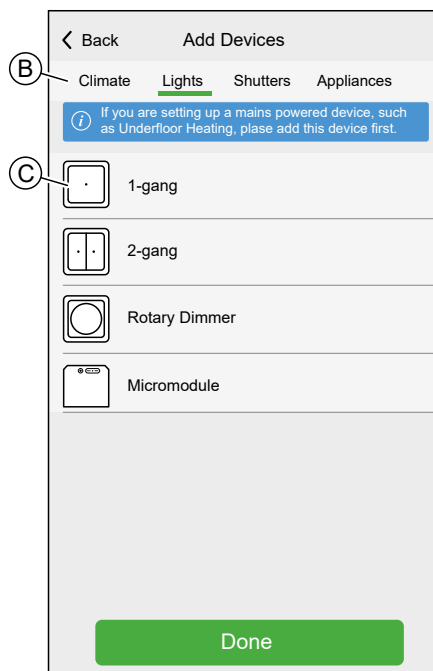 Back Add Devices
B
Climate Lights Shutters Appliances
i If you are setting up a mains powered device, such
as Underfloor Heating, plase add this device first.
C
1-gang
2-gang
Rotary Dimmer
Micromodule
Done